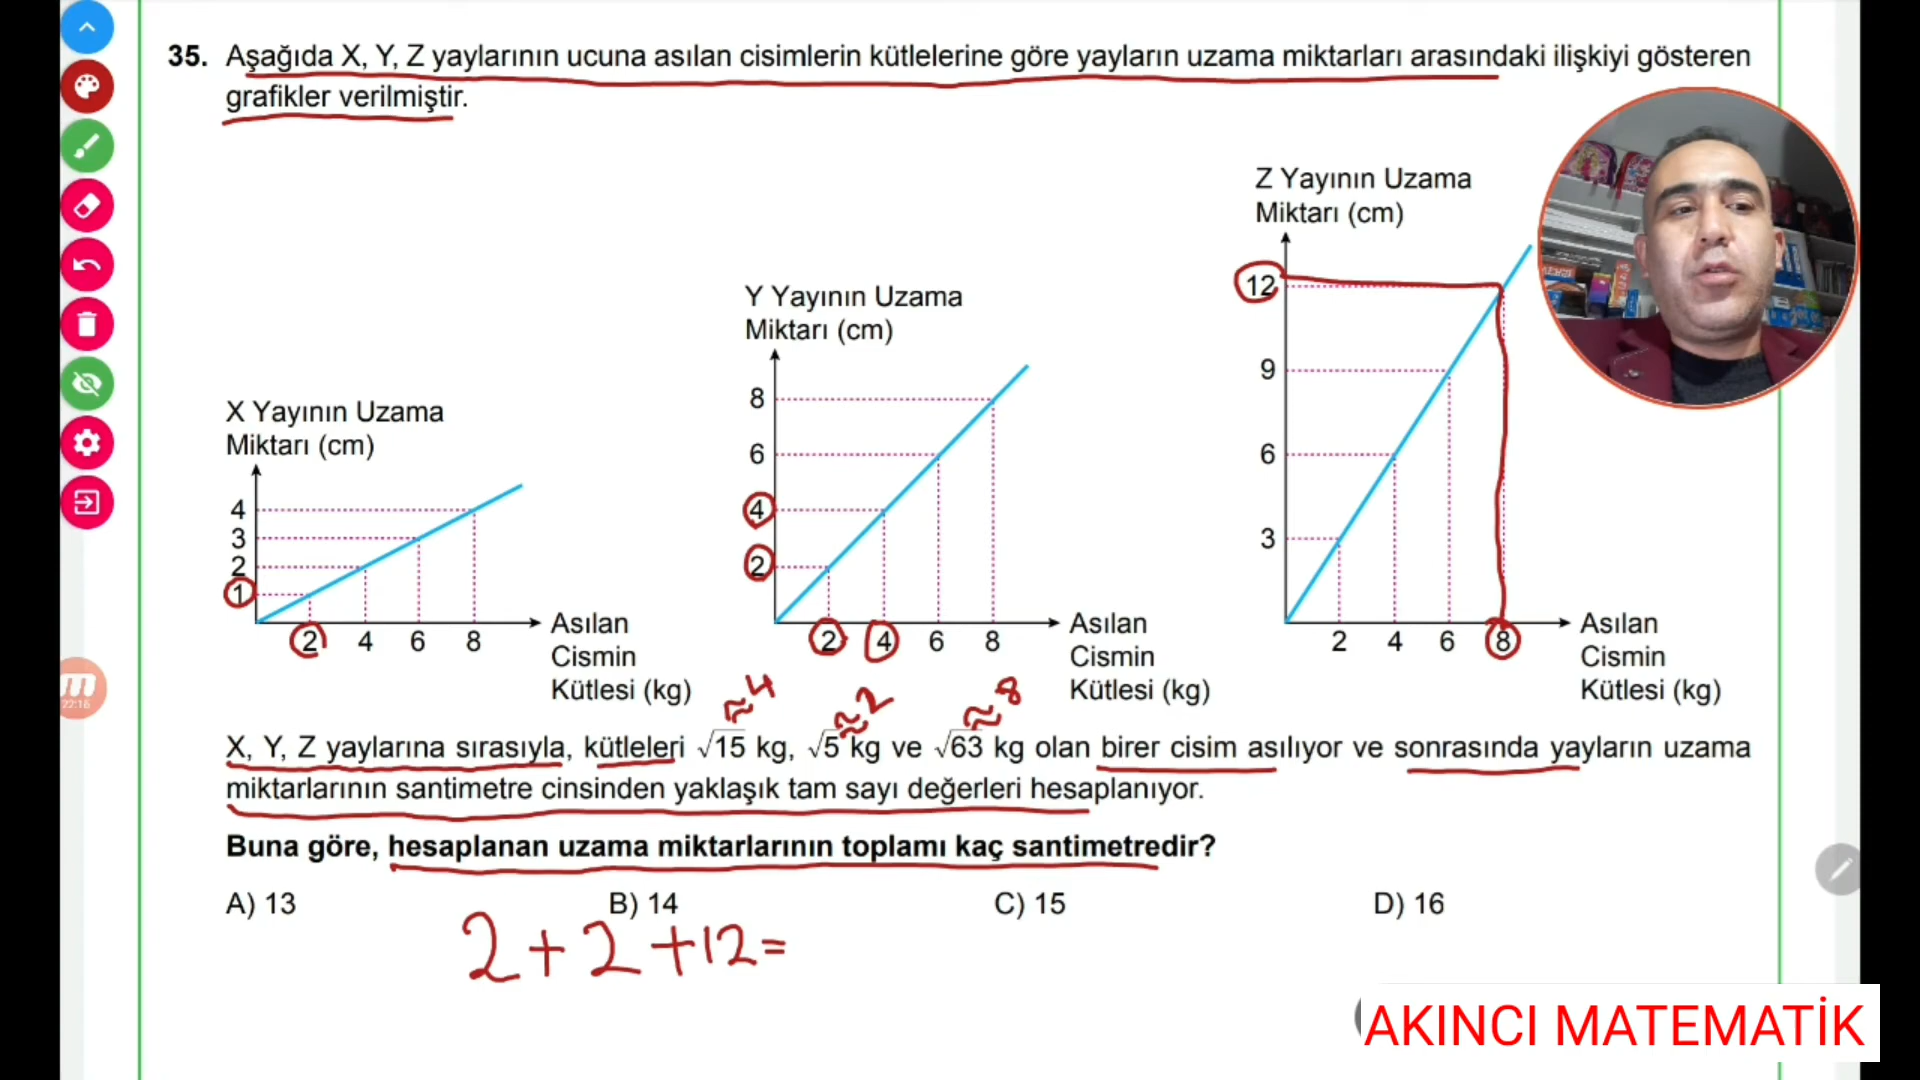 35. Aşağıda X, Y, Z yaylarının ucuna asılan cisimlerin kütlelerine göre yayların uzama miktarları arasındaki ilişkiyi gösteren
grafikler verilmiştir.
X Yayının Uzama
Miktarı (cm)
4
3
2
1
2 4 6 8
Asılan
Cismin
Kütlesi (kg)
Y Yayının Uzama
Miktarı (cm)
8
6
4
2
2 4 6 8
Asılan
Cismin
Kütlesi (kg)
Z Yayının Uzama
Miktarı (cm)
12
9
6
3
2 4 6 8
Asılan
Cismin
Kütlesi (kg)
≈4 ≈2 ≈8
X, Y, Z yaylarına sırasıyla, kütleleri √15 kg, √5 kg ve √63 kg olan birer cisim asılıyor ve sonrasında yayların uzama
miktarlarının santimetre cinsinden yaklaşık tam sayı değerleri hesaplanıyor.
Buna göre, hesaplanan uzama miktarlarının toplamı kaç santimetredir?
A) 13 B) 14 C) 15 D) 16
2+2+12=
AKINCI MATEMATİK
22:16